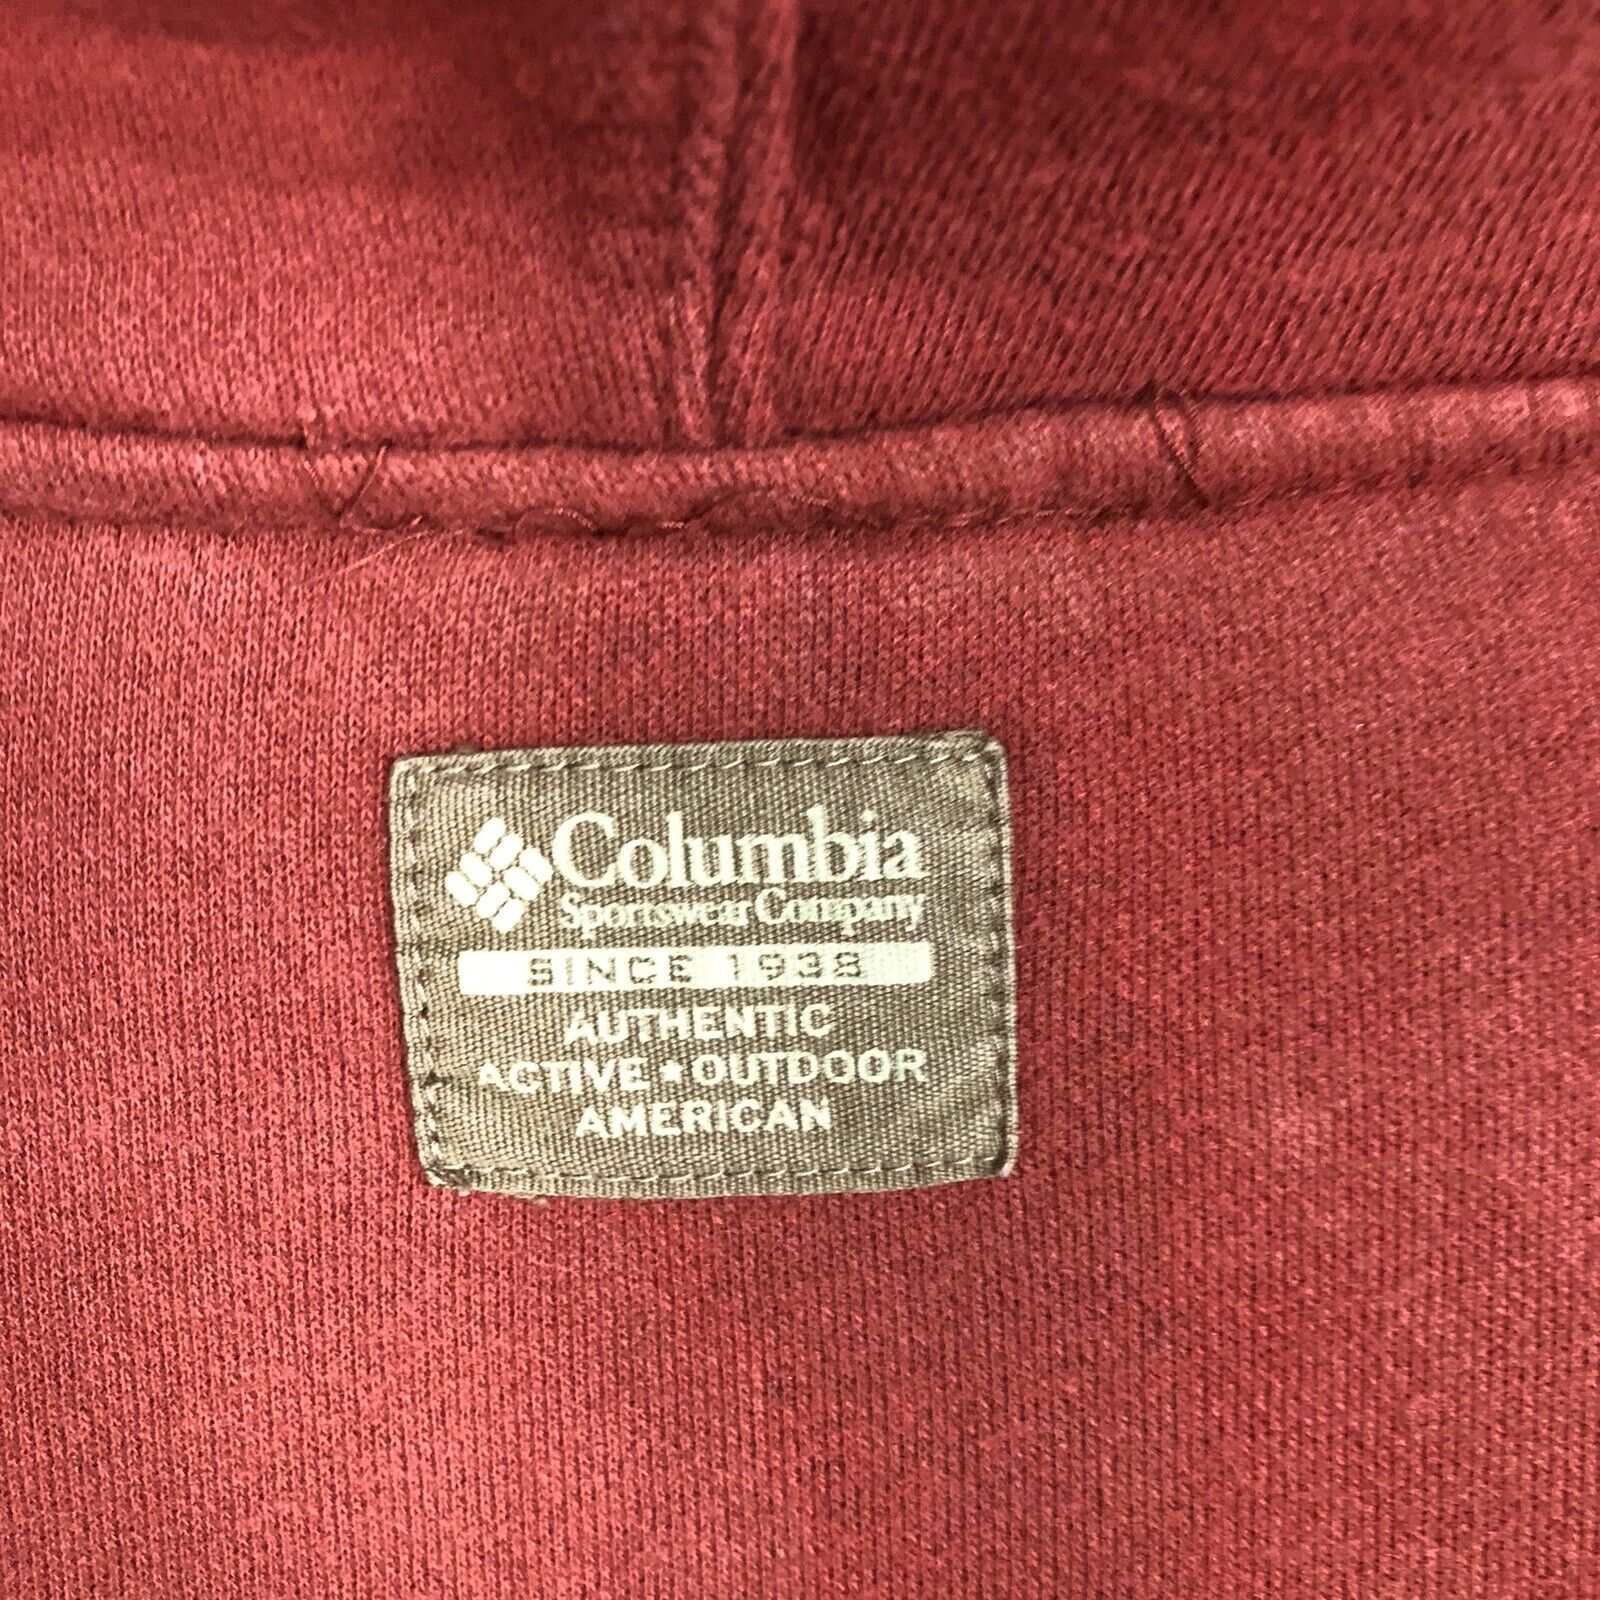 Columbia
Sportswear Company
SINCE 1938
AUTHENTIC
ACTIVE★OUTDOOR
AMERICAN